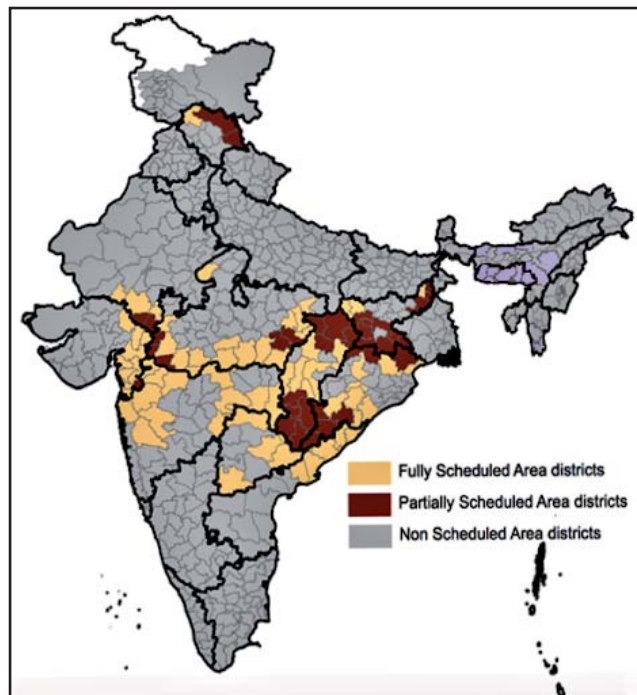 Fully Scheduled Area districts
Partially Scheduled Area districts
Non Scheduled Area districts